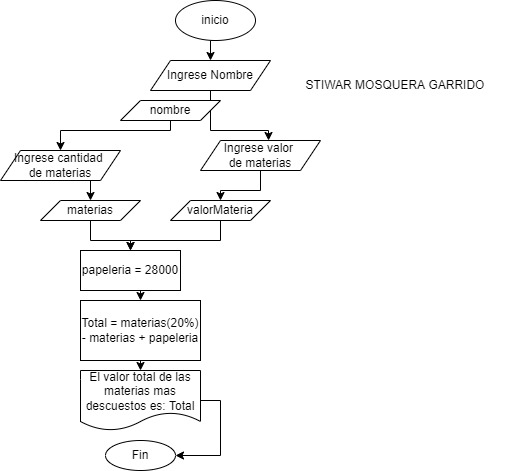 inicio
Ingrese Nombre
STIWAR MOSQUERA GARRIDO
nombre
Ingrese cantidad
de materias
Ingrese valor
de materias
materias
valorMateria
papeleria = 28000
Total = materias(20%)
- materias + papeleria
El valor total de las
materias mas
descuestos es: Total
Fin